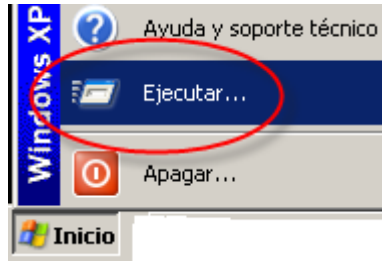 Windows XP
Ayuda y soporte técnico
Ejecutar...
Apagar...
Inicio